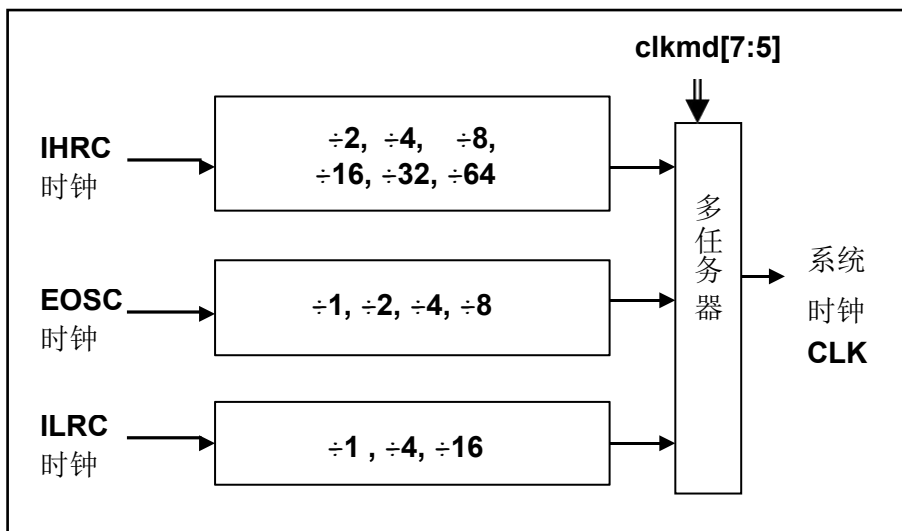 clkmd[7:5]
IHRC
时钟
÷2, ÷4, ÷8,
÷16, ÷32, ÷64
EOSC
时钟
÷1, ÷2, ÷4, ÷8
ILRC
时钟
÷1 , ÷4, ÷16
多
任
务
器
系统
时钟
CLK